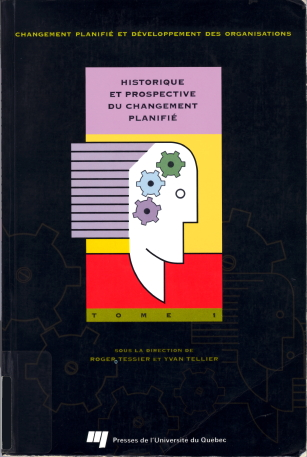 CHANGEMENT PLANIFIÉ ET DÉVELOPPEMENT DES ORGANISATIONS
HISTORIQUE
ET PROSPECTIVE
DU CHANGEMENT
PLANIFIÉ
TOME I
SOUS LA DIRECTION DE
ROGER TESSIER ET YVAN TELLIER
Presses de l'Université du Québec